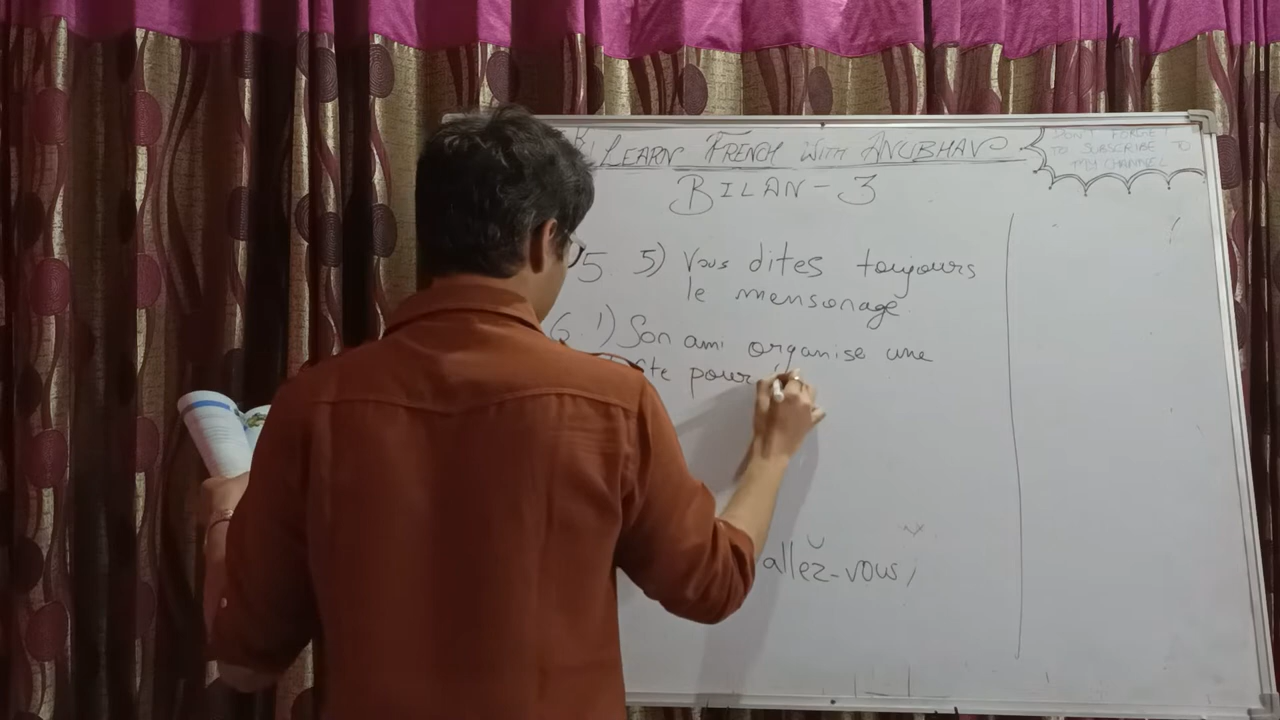 LEARN FRENCH WITH ANUBHAV
DON'T FORGET
TO SUBSCRIBE TO
MY CHANNEL
BILAN-3
5. 5) Vous dites toujours
le mensonage
6. 1) Son ami organise une
pour
allez-vous,